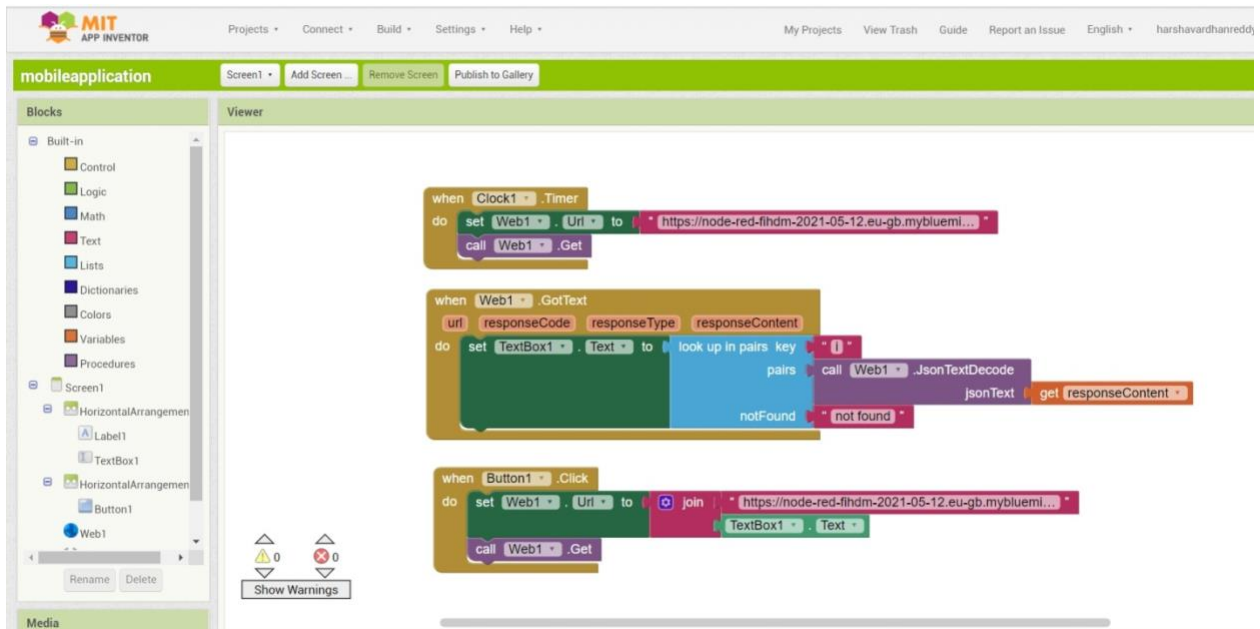 MIT
APP INVENTOR
Projects Connect Build Settings Help
My Projects View Trash Guide Report an Issue English harshavardhanreddy
mobileapplication
Screen1 Add Screen ... Remove Screen Publish to Gallery
Blocks
Viewer
Built-in
Control
Logic
Math
Text
Lists
Dictionaries
Colors
Variables
Procedures
Screen1
HorizontalArrangemen
Label1
TextBox1
HorizontalArrangemen
Button1
Web1
Rename Delete
Media
when Clock1 .Timer
do set Web1 . Url to " https://node-red-fihdm-2021-05-12.eu-gb.mybluemi... "
call Web1 .Get
when Web1 .GotText
url responseCode responseType responseContent
do set TextBox1 . Text to look up in pairs key " i "
pairs call Web1 .JsonTextDecode
jsonText get responseContent
notFound " not found "
when Button1 .Click
do set Web1 . Url to join " https://node-red-fihdm-2021-05-12.eu-gb.mybluemi... "
TextBox1 . Text
call Web1 .Get
0 0
Show Warnings